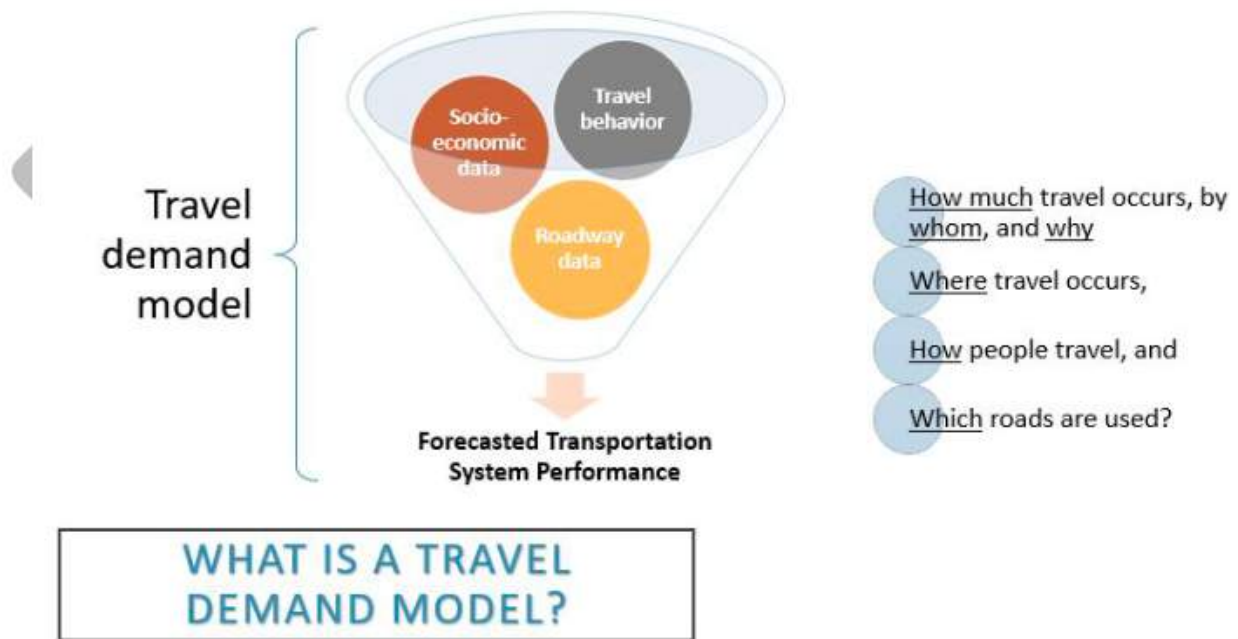 Travel
demand
model
Socio-
economic
data
Travel
behavior
Roadway
data
Forecasted Transportation
System Performance
How much travel occurs, by
whom, and why
Where travel occurs,
How people travel, and
Which roads are used?
WHAT IS A TRAVEL
DEMAND MODEL?